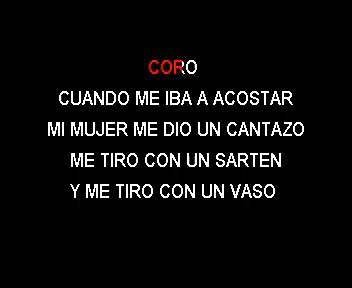 CORO
CUANDO ME IBA A ACOSTAR
MI MUJER ME DIO UN CANTAZO
ME TIRO CON UN SARTEN
Y ME TIRO CON UN VASO